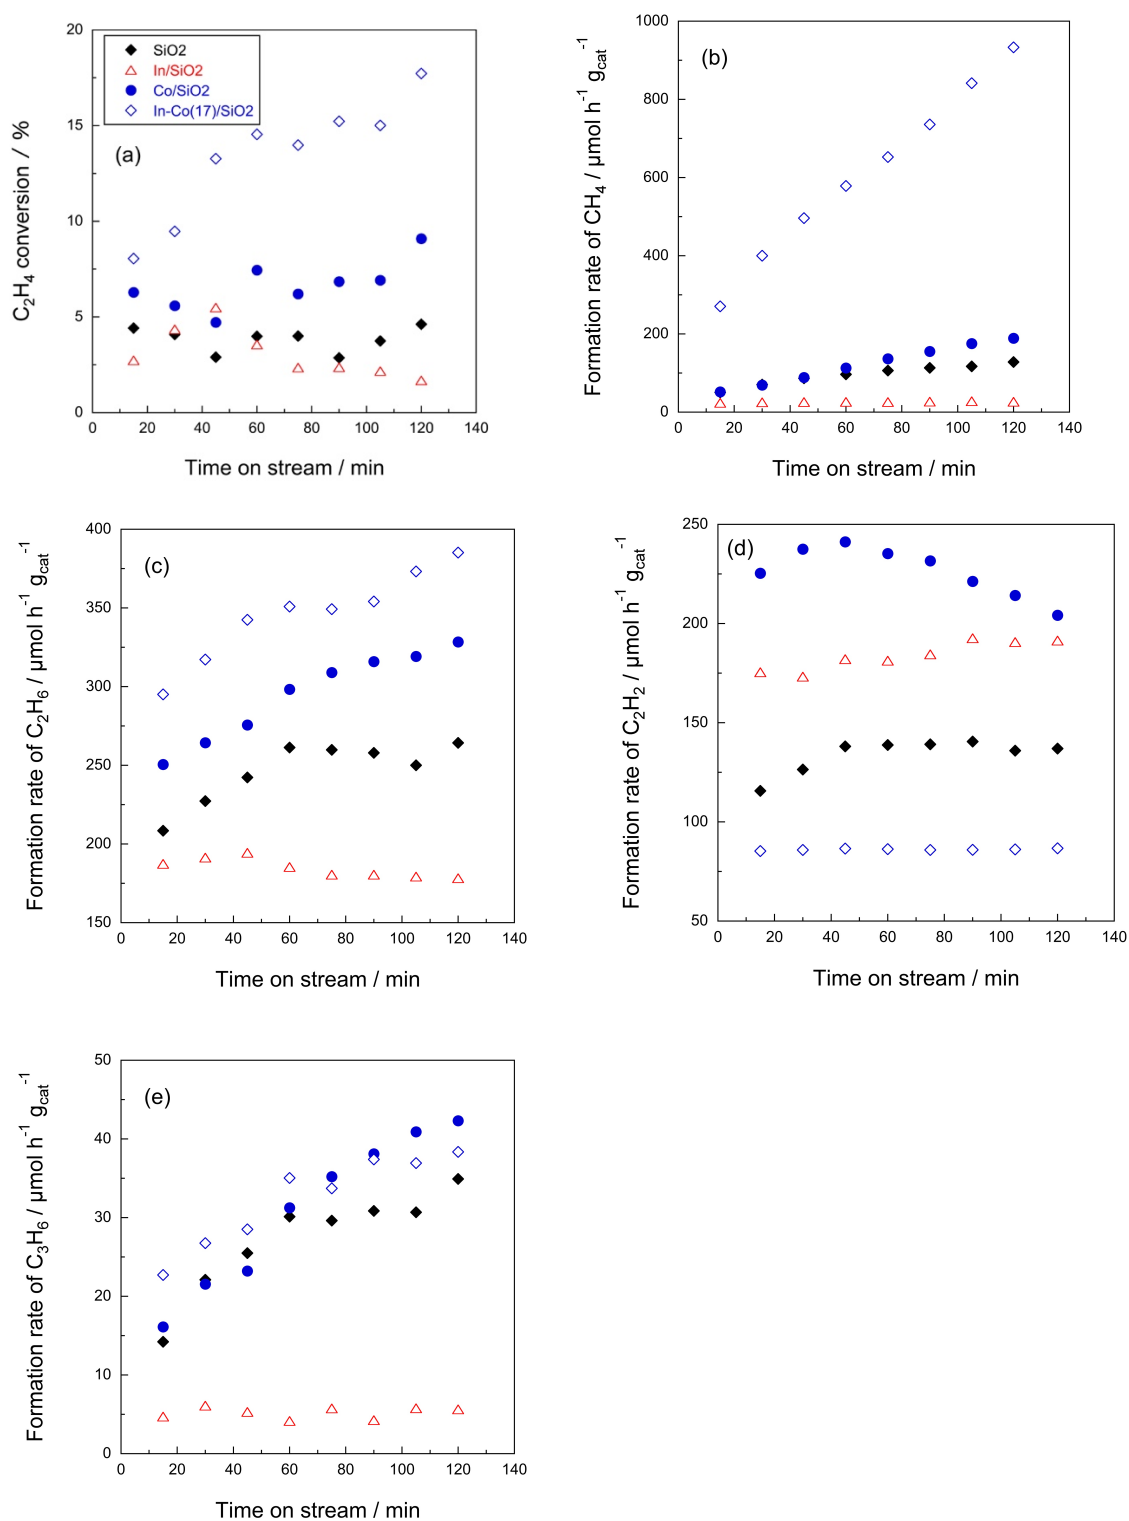 20
15
10
5
0
0 20 40 60 80 100 120 140
C2H4 conversion / %
Time on stream / min
SiO2
In/SiO2
Co/SiO2
In-Co(17)/SiO2
(a)
1000
800
600
400
200
0
0 20 40 60 80 100 120 140
Formation rate of CH4 / µmol h-1 gcat-1
Time on stream / min
(b)
400
350
300
250
200
150
0 20 40 60 80 100 120 140
Formation rate of C2H6 / µmol h-1 gcat-1
Time on stream / min
(c)
250
200
150
100
50
0 20 40 60 80 100 120 140
Formation rate of C2H2 / µmol h-1 gcat-1
Time on stream / min
(d)
50
40
30
20
10
0
0 20 40 60 80 100 120 140
Formation rate of C3H6 / µmol h-1 gcat-1
Time on stream / min
(e)